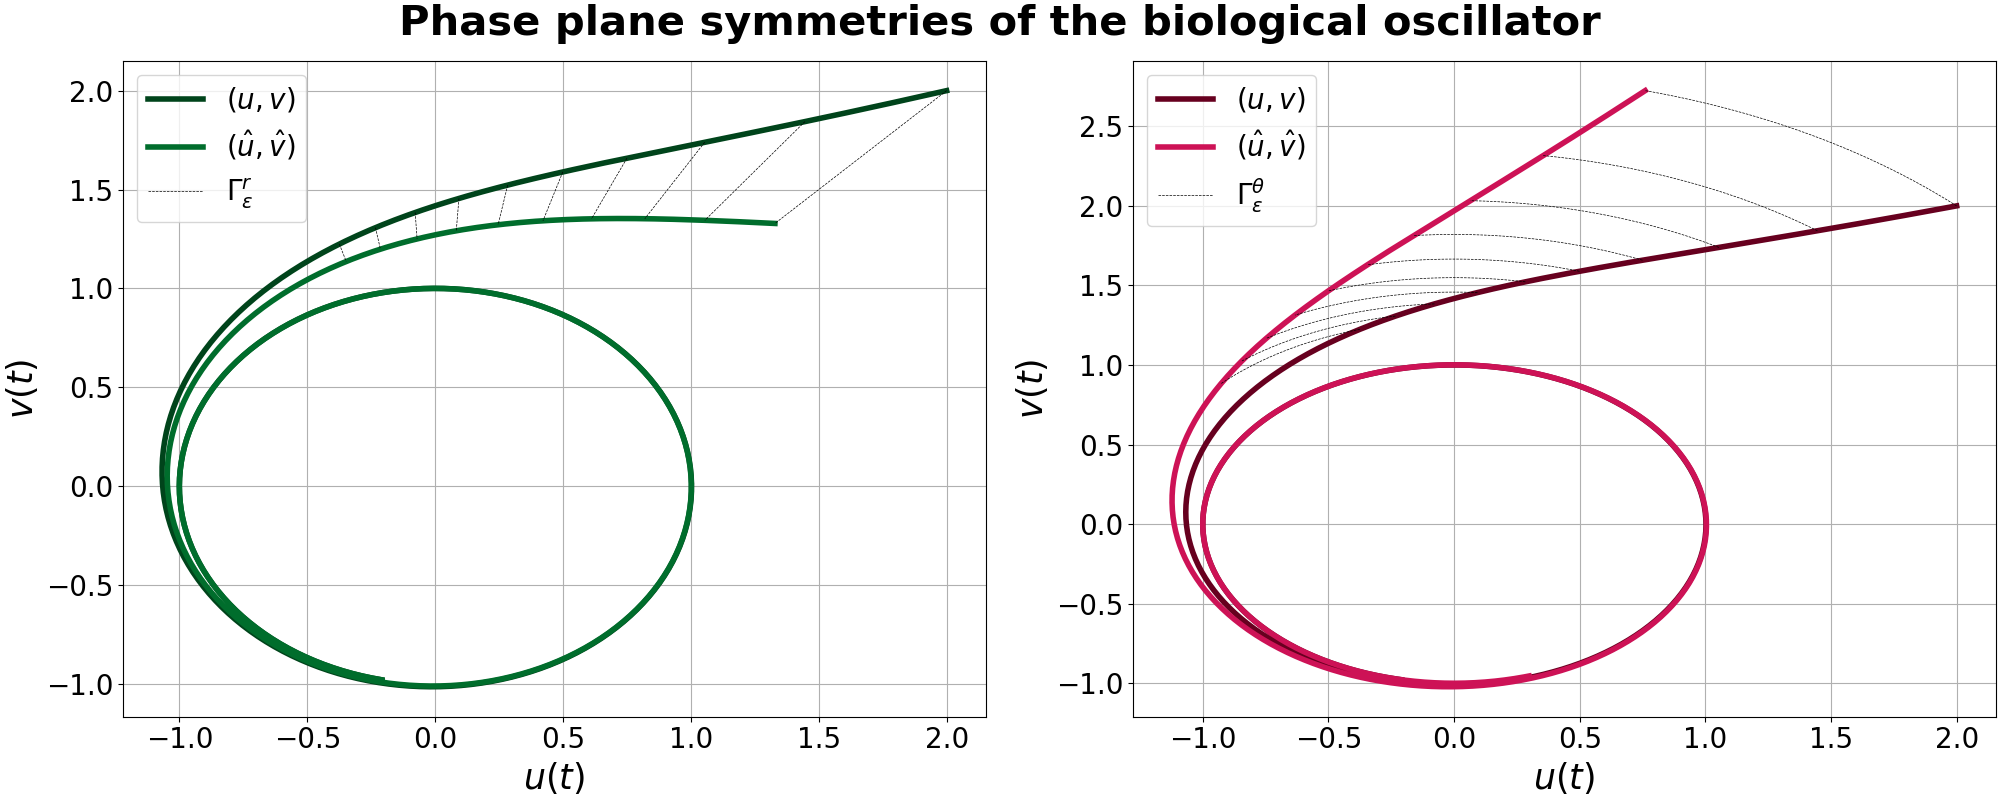 Phase plane symmetries of the biological oscillator
(u, v)
(û, v̂)
Γ_ε^r
2.0
1.5
1.0
0.5
0.0
−0.5
−1.0
v(t)
−1.0 −0.5 0.0 0.5 1.0 1.5 2.0
u(t)
(u, v)
(û, v̂)
Γ_ε^θ
2.5
2.0
1.5
1.0
0.5
0.0
−0.5
−1.0
v(t)
−1.0 −0.5 0.0 0.5 1.0 1.5 2.0
u(t)